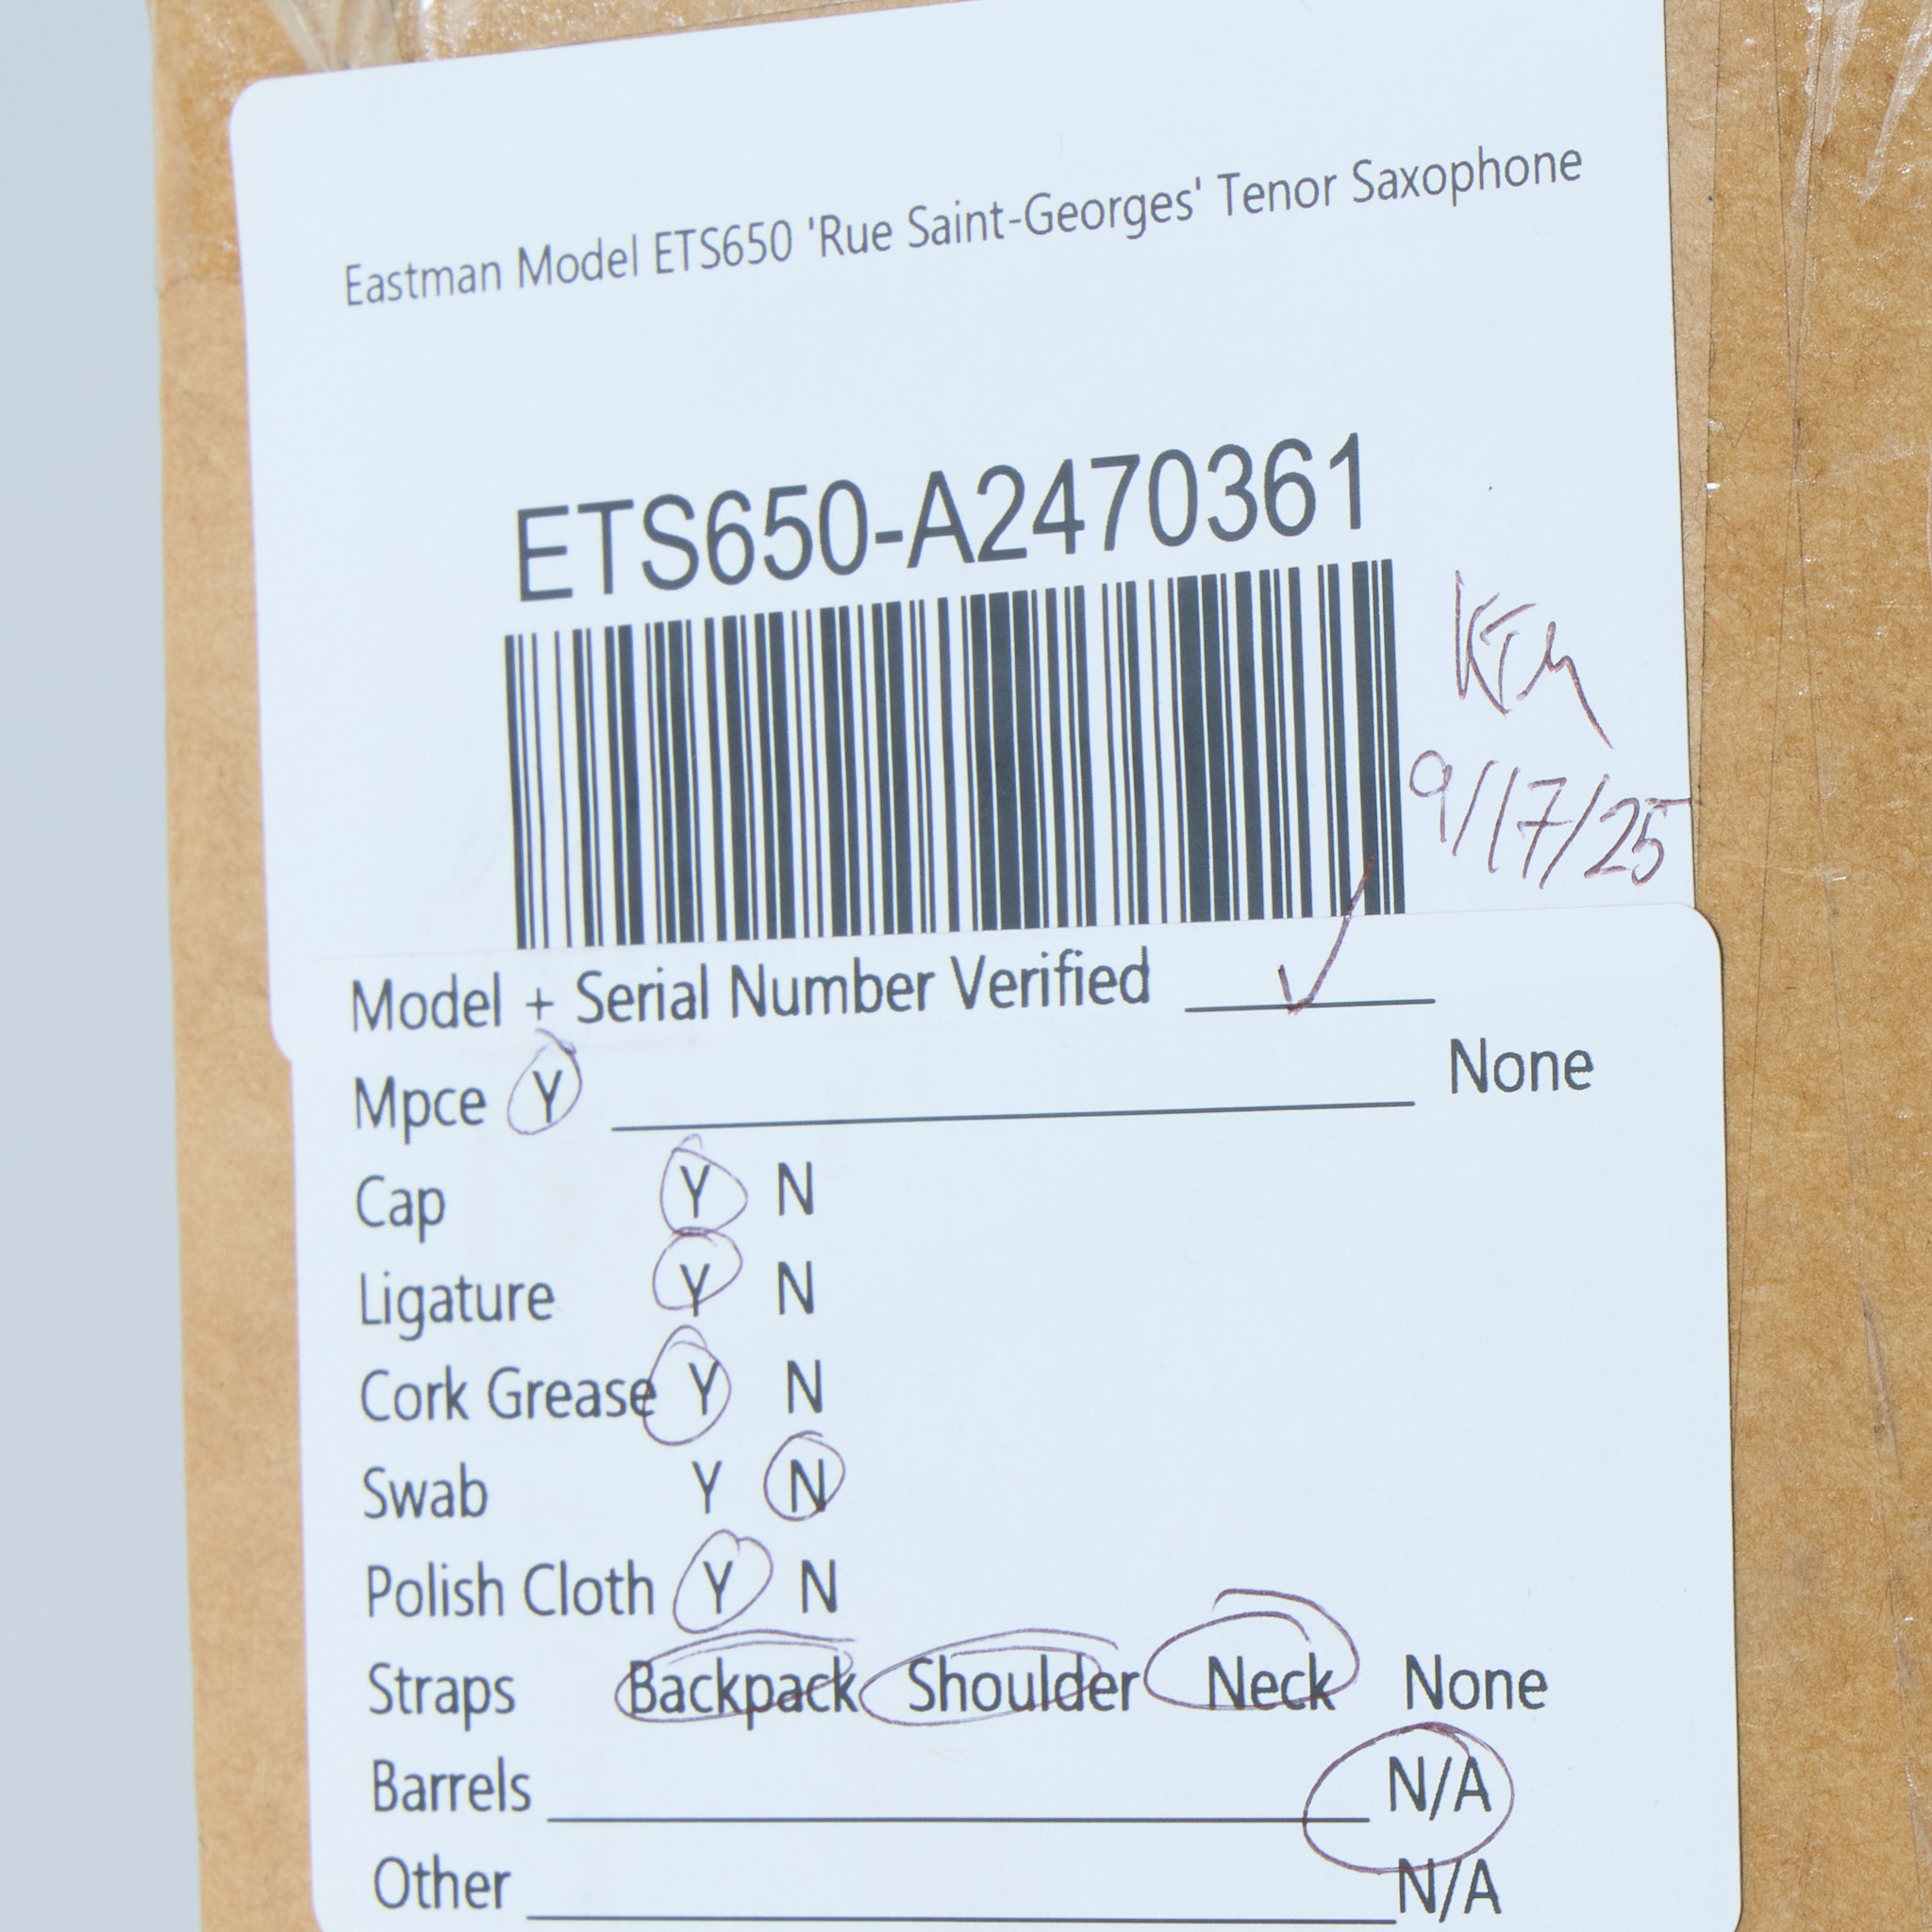 Eastman Model ETS650 'Rue Saint-Georges' Tenor Saxophone
ETS650-A2470361
9/17/25
Model + Serial Number Verified ✓
Mpce Y None
Cap Y N
Ligature Y N
Cork Grease Y N
Swab Y N
Polish Cloth Y N
Straps Backpack Shoulder Neck None
Barrels N/A
Other N/A